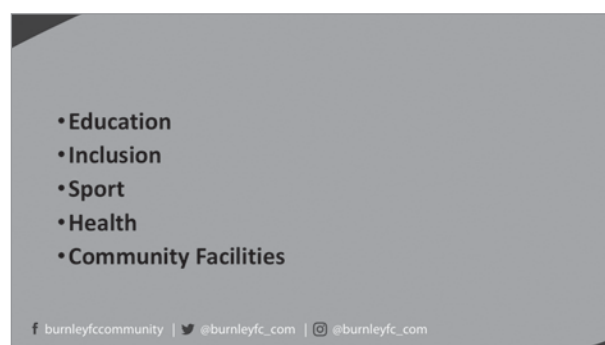 •Education
•Inclusion
•Sport
•Health
•Community Facilities
burnleyfccommunity | @burnleyfc_com | @burnleyfc_com